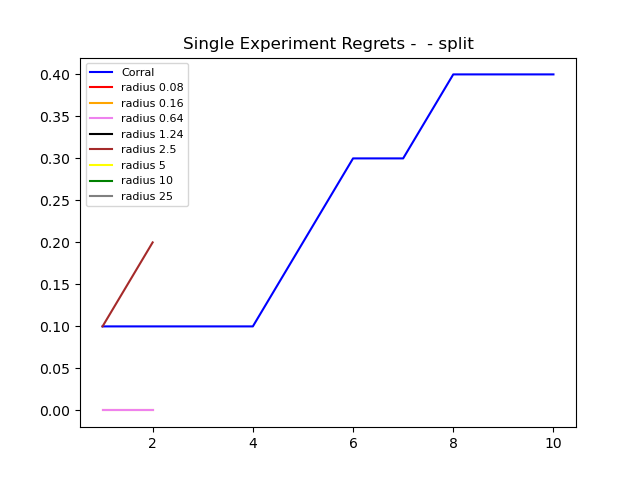 Single Experiment Regrets -  - split
Corral
radius 0.08
radius 0.16
radius 0.64
radius 1.24
radius 2.5
radius 5
radius 10
radius 25
0.40
0.35
0.30
0.25
0.20
0.15
0.10
0.05
0.00
2 4 6 8 10